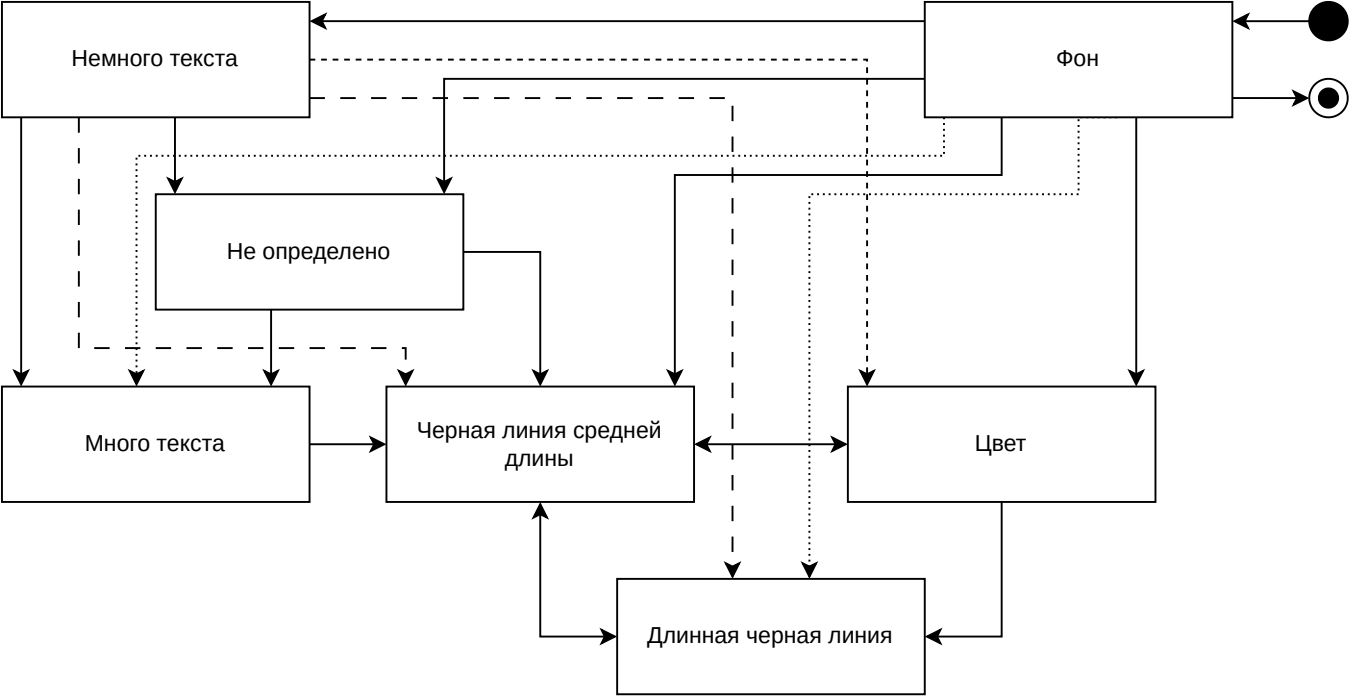 Немного текста
Фон
Не определено
Много текста
Черная линия средней
длины
Цвет
Длинная черная линия